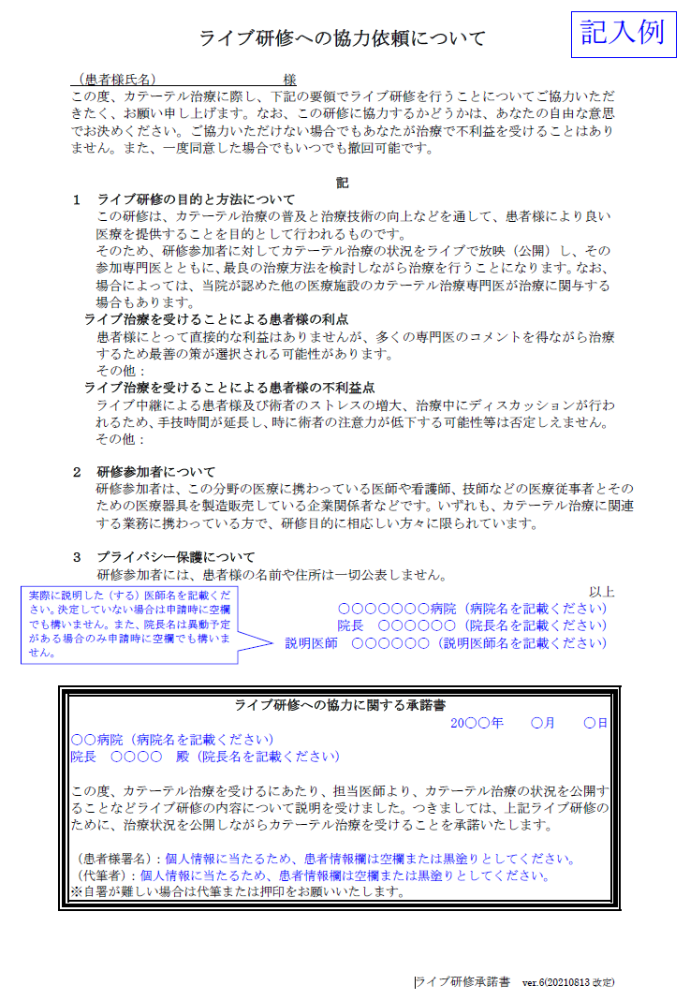 ライブ研修への協力依頼について
記入例
（患者様氏名）　　　　　　　　　　様
この度、カテーテル治療に際し、下記の要領でライブ研修を行うことについてご協力いただ
きたく、お願い申し上げます。なお、この研修に協力するかどうかは、あなたの自由な意思
でお決めください。ご協力いただけない場合でもあなたが治療で不利益を受けることはあり
ません。また、一度同意した場合でもいつでも撤回可能です。
記
１　ライブ研修の目的と方法について
この研修は、カテーテル治療の普及と治療技術の向上などを通して、患者様により良い
医療を提供することを目的として行われるものです。
そのため、研修参加者に対してカテーテル治療の状況をライブで放映（公開）し、その
参加専門医とともに、最良の治療方法を検討しながら治療を行うことになります。なお、
場合によっては、当院が認めた他の医療施設のカテーテル治療専門医が治療に関与する
場合もあります。
ライブ治療を受けることによる患者様の利点
患者様にとって直接的な利益はありませんが、多くの専門医のコメントを得ながら治療
するため最善の策が選択される可能性があります。
その他：
ライブ治療を受けることによる患者様の不利益点
ライブ中継による患者様及び術者のストレスの増大、治療中にディスカッションが行わ
れるため、手技時間が延長し、時に術者の注意力が低下する可能性等は否定しえません。
その他：
２　研修参加者について
研修参加者は、この分野の医療に携わっている医師や看護師、技師などの医療従事者とそ
のための医療器具を製造販売している企業関係者などです。いずれも、カテーテル治療に関連
する業務に携わっている方で、研修目的に相応しい方々に限られています。
３　プライバシー保護について
研修参加者には、患者様の名前や住所は一切公表しません。
以上
〇〇〇〇〇〇〇病院（病院名を記載ください）
院長　〇〇〇〇〇〇（院長名を記載ください）
説明医師　〇〇〇〇〇〇（説明医師名を記載ください）
実際に説明した（する）医師名を記載くだ
さい。決定していない場合は申請時に空欄
でも構いません。また、院長名は異動予定
がある場合のみ申請時に空欄でも構いま
せん。
ライブ研修への協力に関する承諾書
20〇〇年　　〇月　　〇日
〇〇病院（病院名を記載ください）
院長　〇〇〇〇　殿（院長名を記載ください）
この度、カテーテル治療を受けるにあたり、担当医師より、カテーテル治療の状況を公開す
ることなどライブ研修の内容について説明を受けました。つきましては、上記ライブ研修の
ために、治療状況を公開しながらカテーテル治療を受けることを承諾いたします。
（患者様署名）：個人情報に当たるため、患者情報欄は空欄または黒塗りとしてください。
（代筆者）：個人情報に当たるため、患者情報欄は空欄または黒塗りとしてください。
※自署が難しい場合は代筆または押印をお願いいたします。
ライブ研修承諾書　ver.6(20210813 改定)